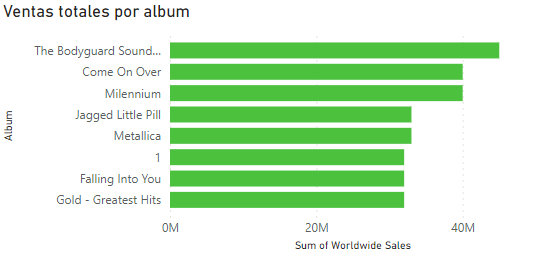 Ventas totales por album
The Bodyguard Sound...
Come On Over
Milennium
Jagged Little Pill
Metallica
1
Falling Into You
Gold - Greatest Hits
Album
0M 20M 40M
Sum of Worldwide Sales